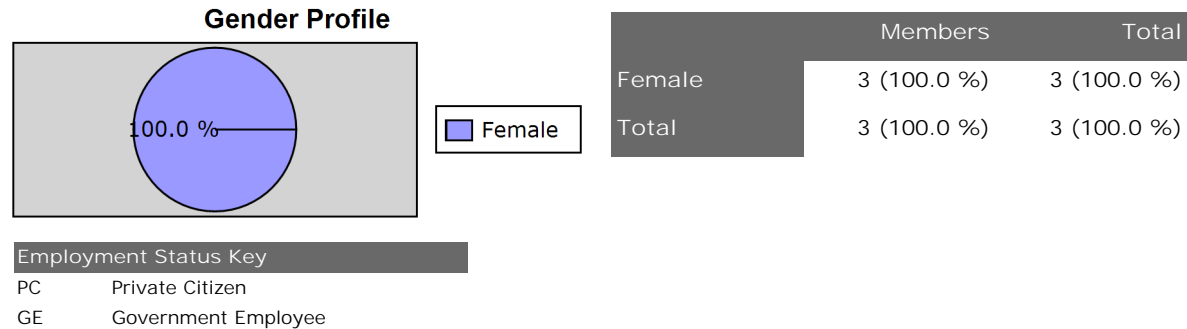 Gender Profile
100.0 %
Female
Members Total
Female 3 (100.0 %) 3 (100.0 %)
Total 3 (100.0 %) 3 (100.0 %)
Employment Status Key
PC Private Citizen
GE Government Employee